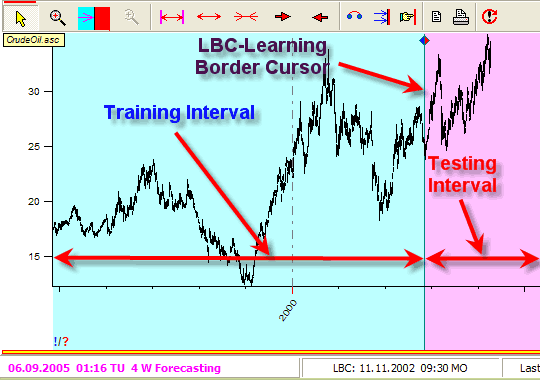 CrudeOil.asc
LBC-Learning
Border Cursor
30
Training Interval
25
Testing
Interval
20
15
2000
!/?
06.09.2005 01:16 TU 4 W Forecasting
LBC: 11.11.2002 09:30 MO
Last